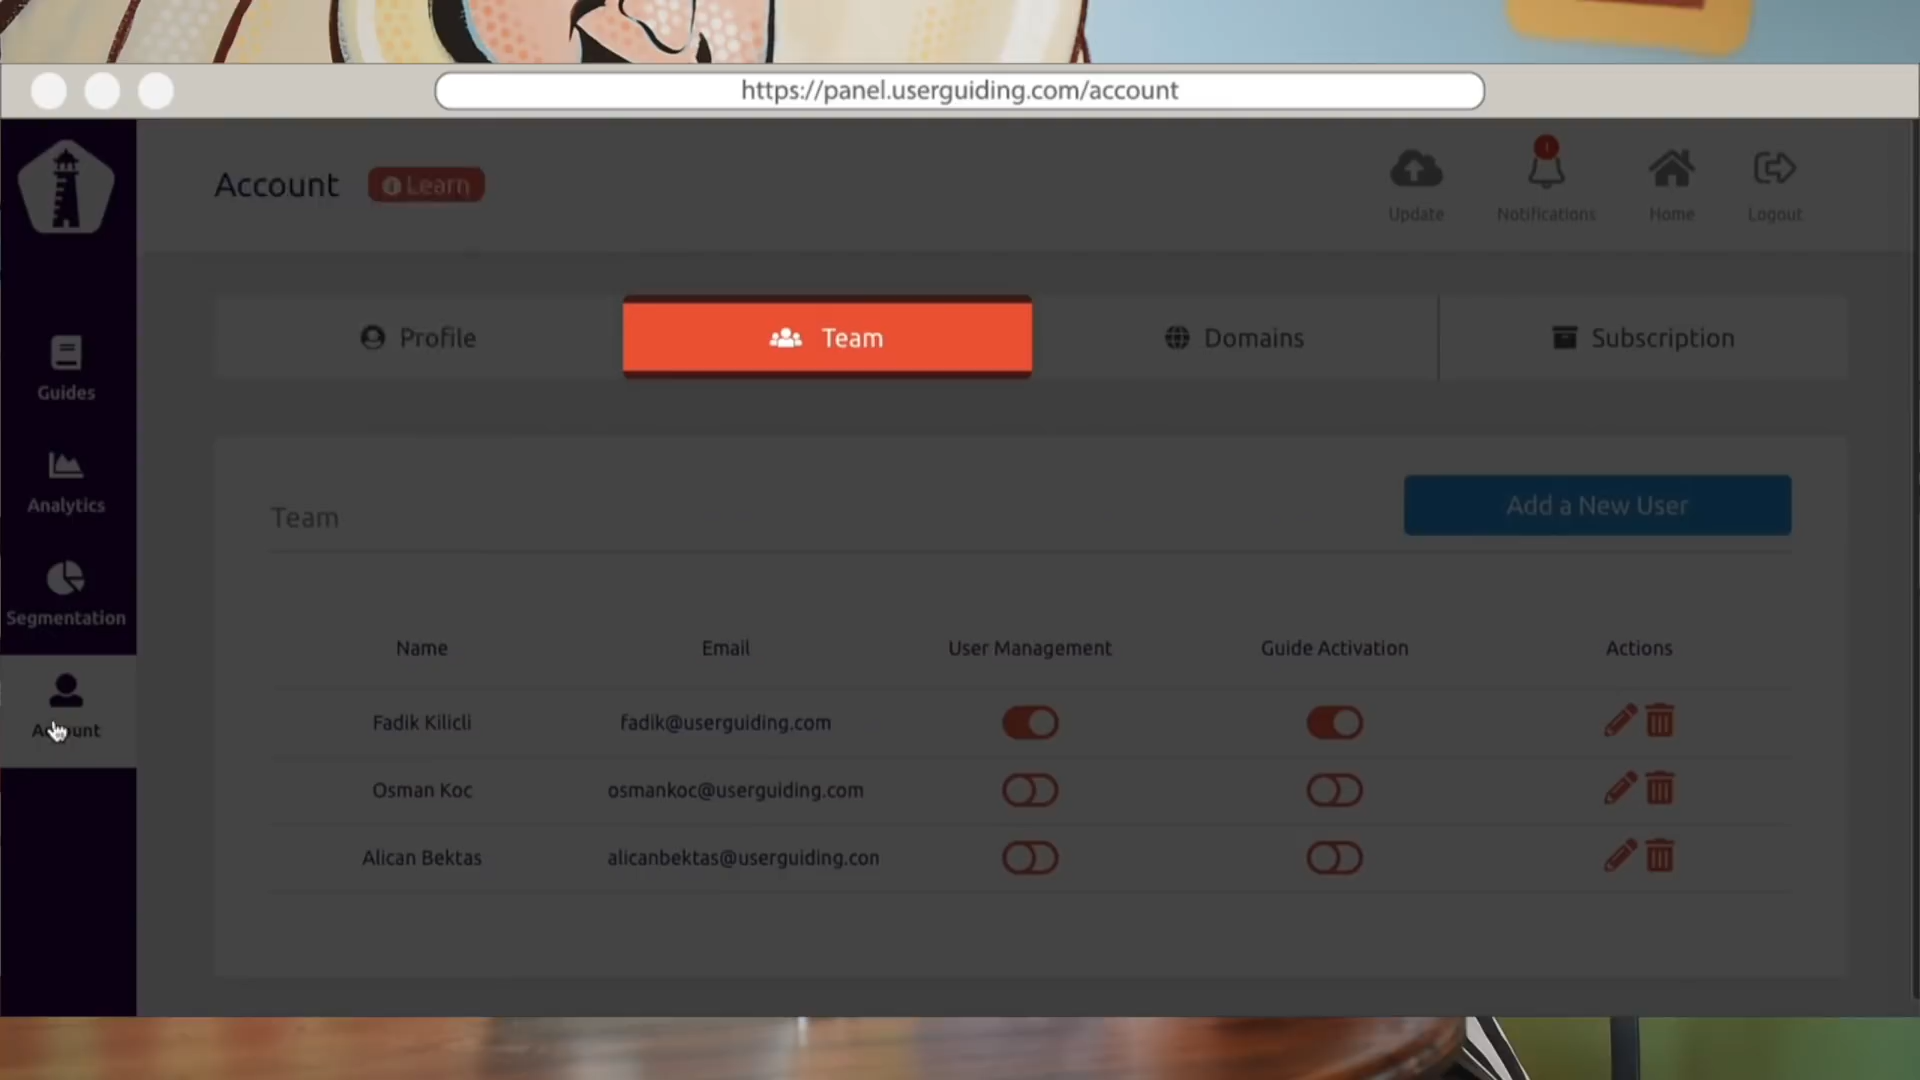 https://panel.userguiding.com/account
Account
Learn
Update
Notifications
Home
Logout
Profile
Team
Domains
Subscription
Guides
Analytics
Segmentation
Account
Team
Add a New User
Name
Email
User Management
Guide Activation
Actions
Fadik Kilicli
fadik@userguiding.com
Osman Koc
osmankoc@userguiding.com
Alican Bektas
alicanbektas@userguiding.con